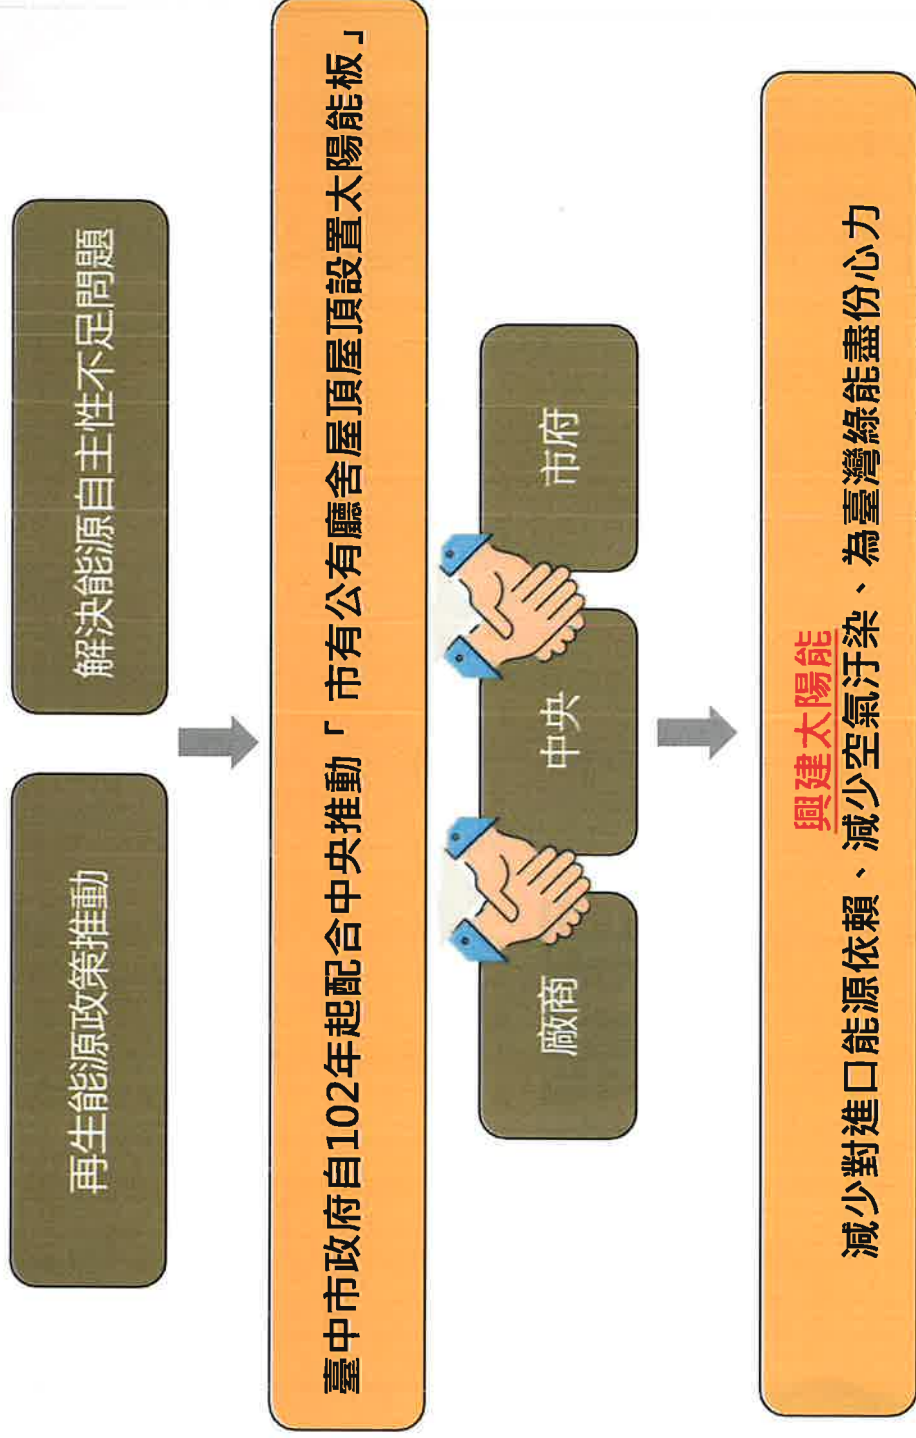 再生能源政策推動
解決能源自主性不足問題
臺中市政府自102年起配合中央推動「市有公有廳舍屋頂屋頂設置太陽能板」
廠商
中央
市府
興建太陽能
減少對進口能源依賴、減少空氣汙染、為臺灣綠能盡份心力